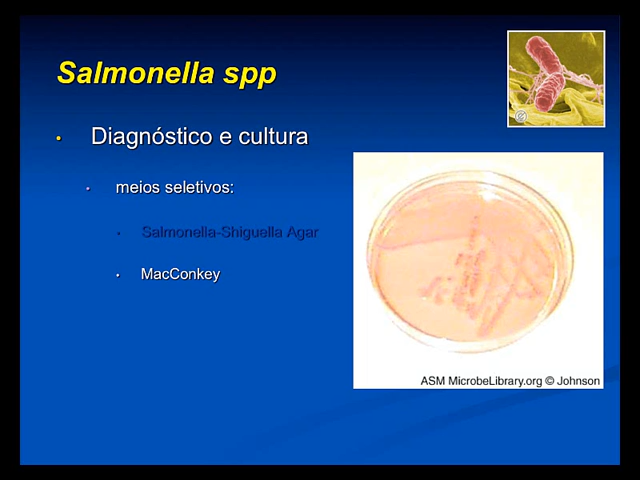 Salmonella spp
• Diagnóstico e cultura
• meios seletivos:
• Salmonella-Shiguella Agar
• MacConkey
ASM MicrobeLibrary.org © Johnson